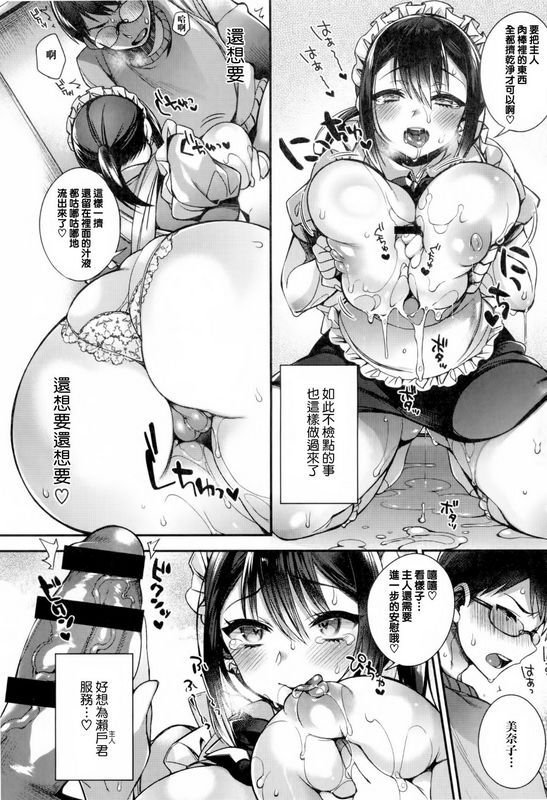 要把主人
肉棒裡的東西
全都擠乾淨才可以啊♡
如此不檢點的事
也這樣做過來了
還想要
哈啊
啊
這樣一擠
還留在裡面的汁液
都咕嘟咕嘟地
流出來了♡
還想要還想要♡
嘻嘻♡
看樣子…
主人還需要
進一步的安慰哦♡
美奈子…
好想為瀨戶君
主人
服務…♡